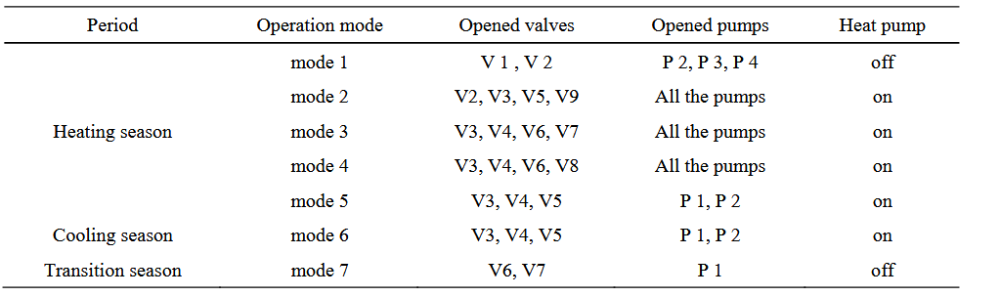 Period Operation mode Opened valves Opened pumps Heat pump
mode 1 V 1 , V 2 P 2, P 3, P 4 off
mode 2 V2, V3, V5, V9 All the pumps on
Heating season mode 3 V3, V4, V6, V7 All the pumps on
mode 4 V3, V4, V6, V8 All the pumps on
mode 5 V3, V4, V5 P 1, P 2 on
Cooling season mode 6 V3, V4, V5 P 1, P 2 on
Transition season mode 7 V6, V7 P 1 off